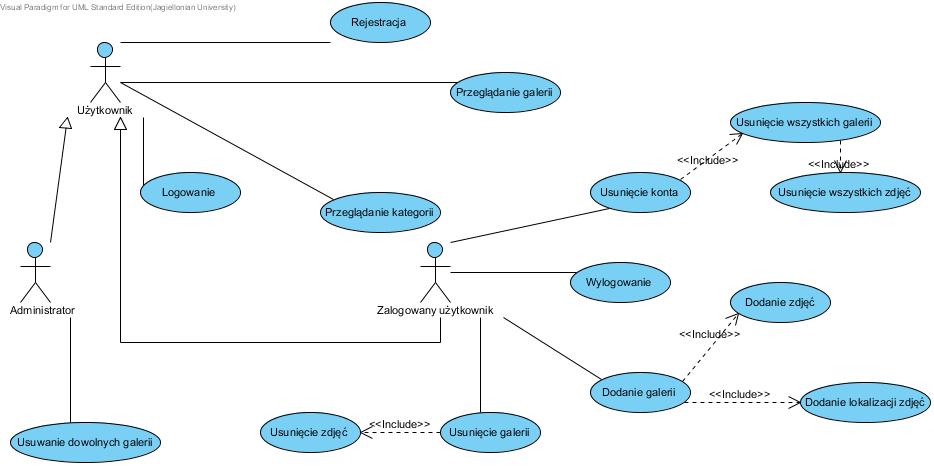 Visual Paradigm for UML Standard Edition(Jagiellonian University)
Rejestracja
Użytkownik
Przeglądanie galerii
Usunięcie wszystkich galerii
<<Include>>
<<Include>>
Logowanie
Przeglądanie kategorii
Usunięcie konta
Usunięcie wszystkich zdjęć
Administrator
Zalogowany użytkownik
Wylogowanie
Dodanie zdjęć
<<Include>>
Dodanie galerii
<<Include>>
Dodanie lokalizacji zdjęć
Usuwanie dowolnych galerii
Usunięcie zdjęć
<<Include>>
Usunięcie galerii